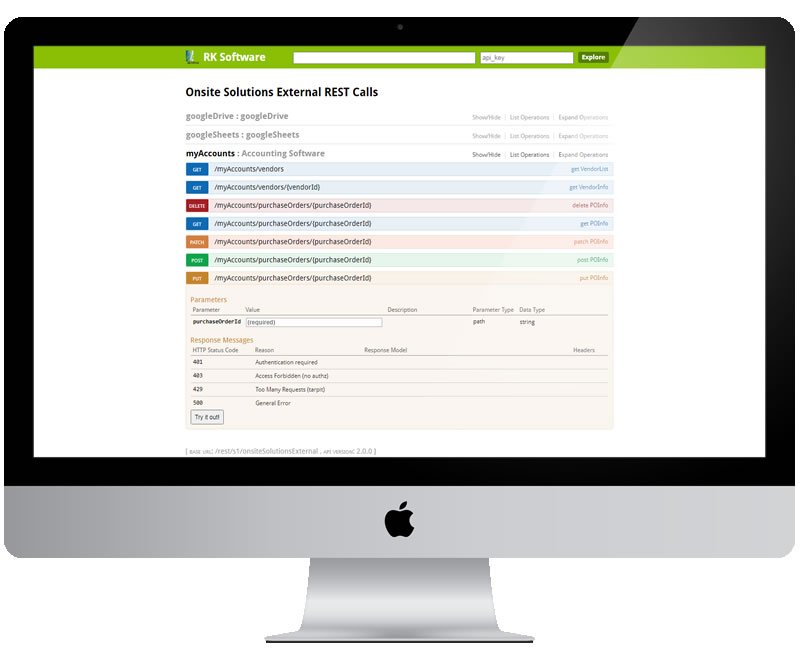 RK Software api_key Explore
Onsite Solutions External REST Calls
googleDrive : googleDrive Show/Hide List Operations Expand Operations
googleSheets : googleSheets Show/Hide List Operations Expand Operations
myAccounts : Accounting Software Show/Hide List Operations Expand Operations
GET /myAccounts/vendors get VendorList
GET /myAccounts/vendors/{vendorId} get VendorInfo
DELETE /myAccounts/purchaseOrders/{purchaseOrderId} delete POInfo
GET /myAccounts/purchaseOrders/{purchaseOrderId} get POInfo
PATCH /myAccounts/purchaseOrders/{purchaseOrderId} patch POInfo
POST /myAccounts/purchaseOrders/{purchaseOrderId} post POInfo
PUT /myAccounts/purchaseOrders/{purchaseOrderId} put POInfo
Parameters
Parameter Value Description Parameter Type Data Type
purchaseOrderId (required) path string
Response Messages
HTTP Status Code Reason Response Model Headers
401 Authentication required
403 Access Forbidden (no authz)
429 Too Many Requests (tarpit)
500 General Error
Try it out!
[ BASE URL: /rest/s1/onsiteSolutionsExternal , API VERSION: 2.0.0 ]